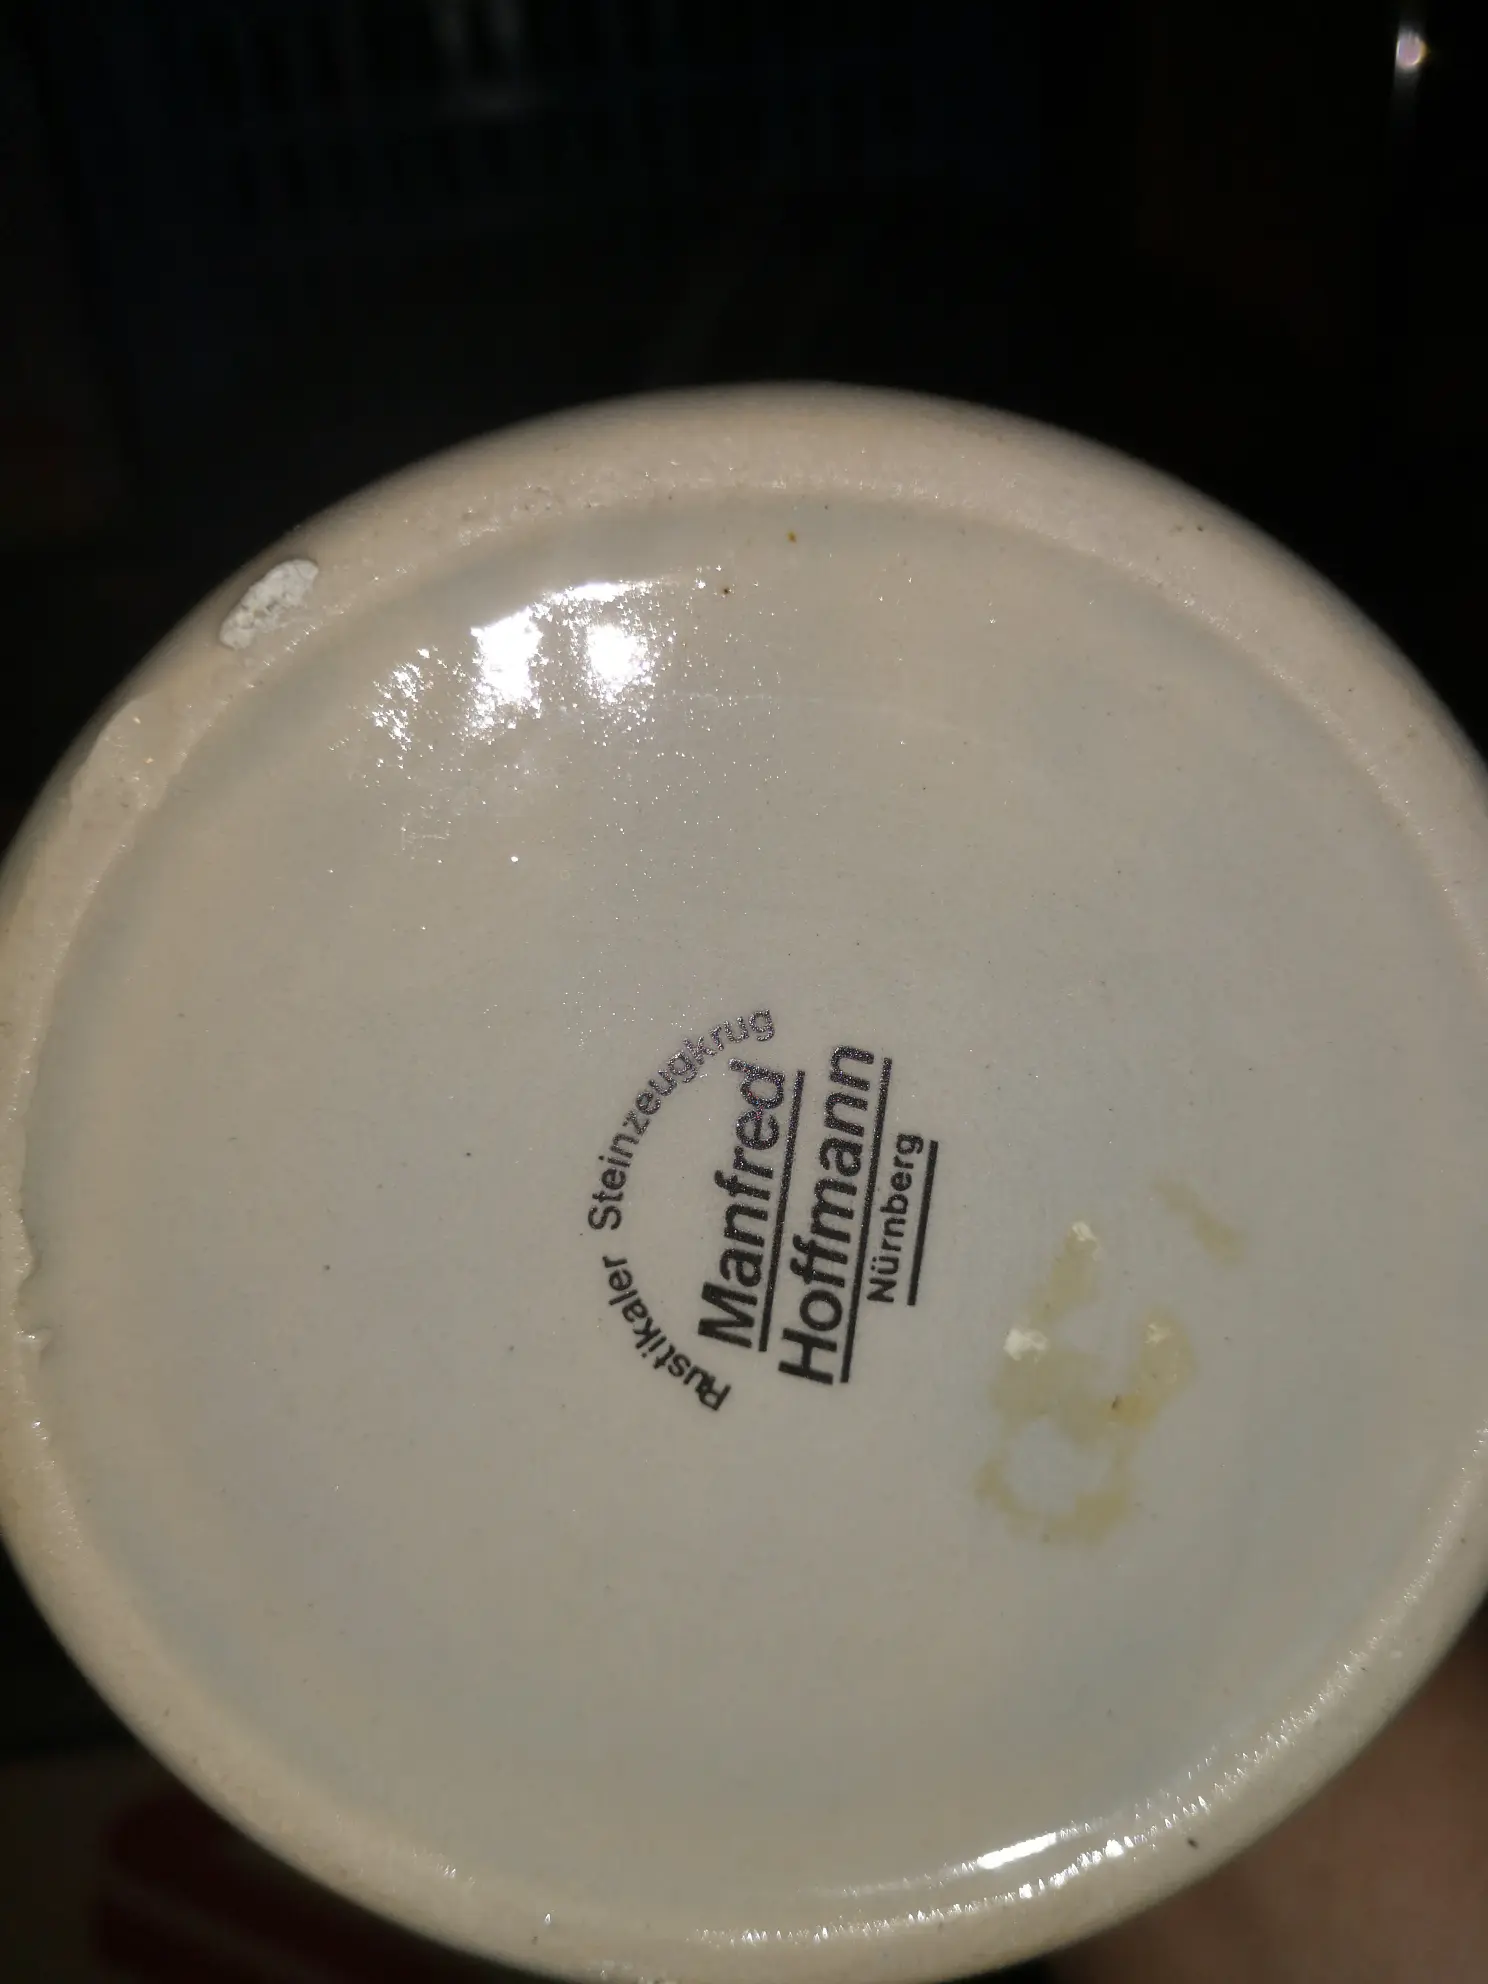 Rustikaler Steinzeugkrug
Manfred
Hoffmann
Nürnberg